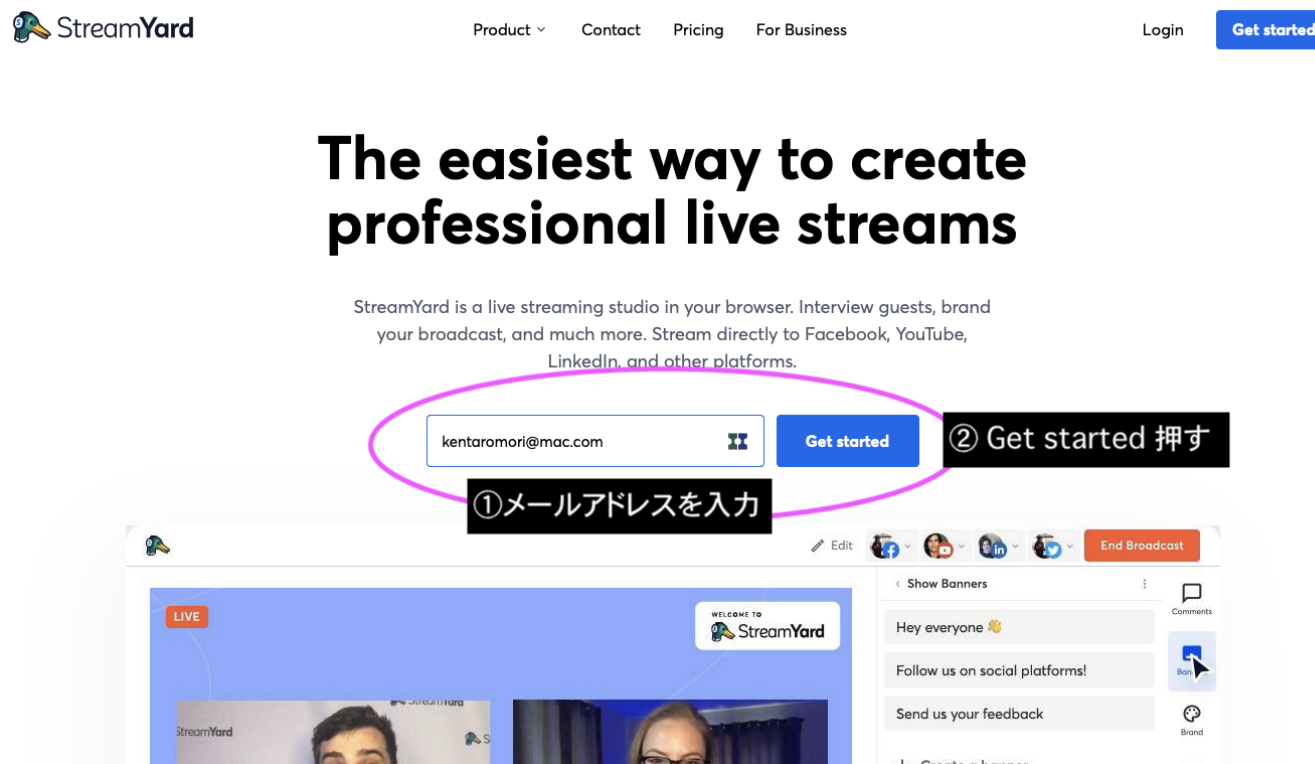 StreamYard
Product
Contact
Pricing
For Business
Login
Get started
The easiest way to create
professional live streams
StreamYard is a live streaming studio in your browser. Interview guests, brand
your broadcast, and much more. Stream directly to Facebook, YouTube,
LinkedIn, and other platforms.
kentaromori@mac.com
Get started
② Get started 押す
①メールアドレスを入力
Edit
End Broadcast
LIVE
WELCOME TO
StreamYard
Show Banners
Hey everyone 👋
Follow us on social platforms!
Send us your feedback
Comments
Brand
StreamYard